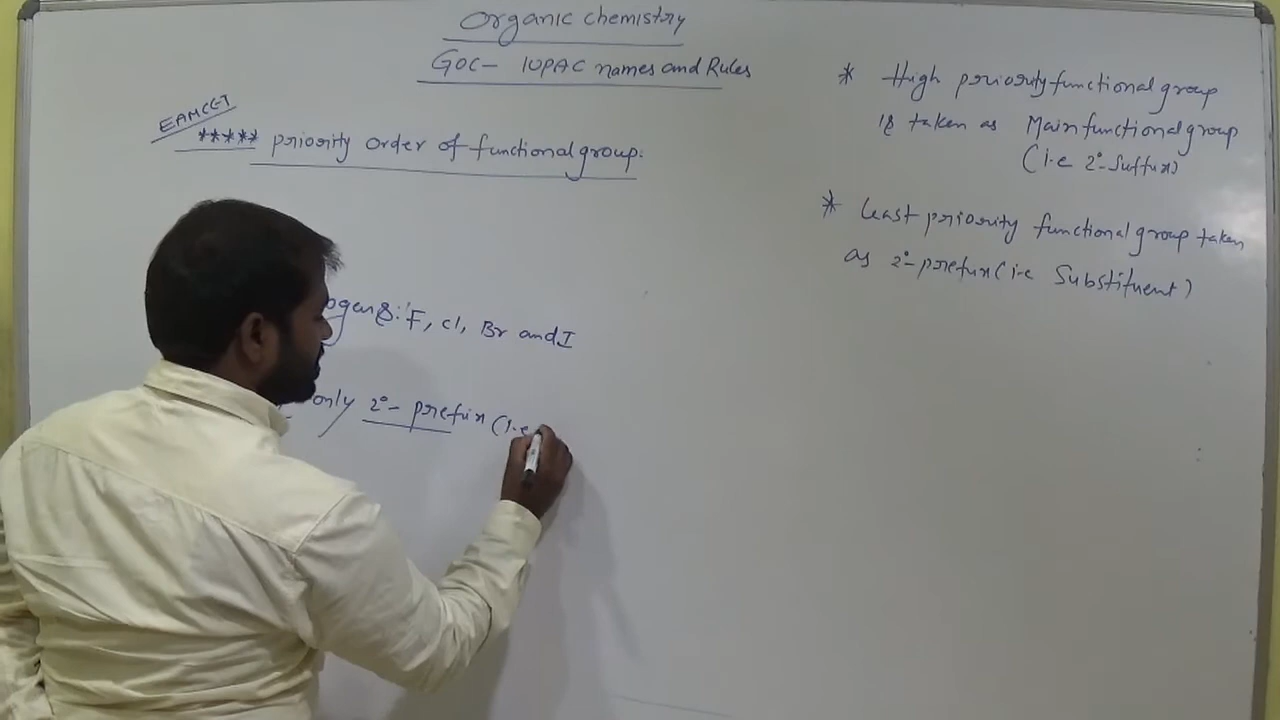 Organic chemistry
GOC- IUPAC names and Rules
EAMCET
***** priority order of functional group.
F, Cl, Br and I
only 2°- prefix (i.e
* High priority functional group
is taken as Main functional group
(i.e 2°-Suffix)
* Least priority functional group taken
as 2°-prefix (i.e Substituent)